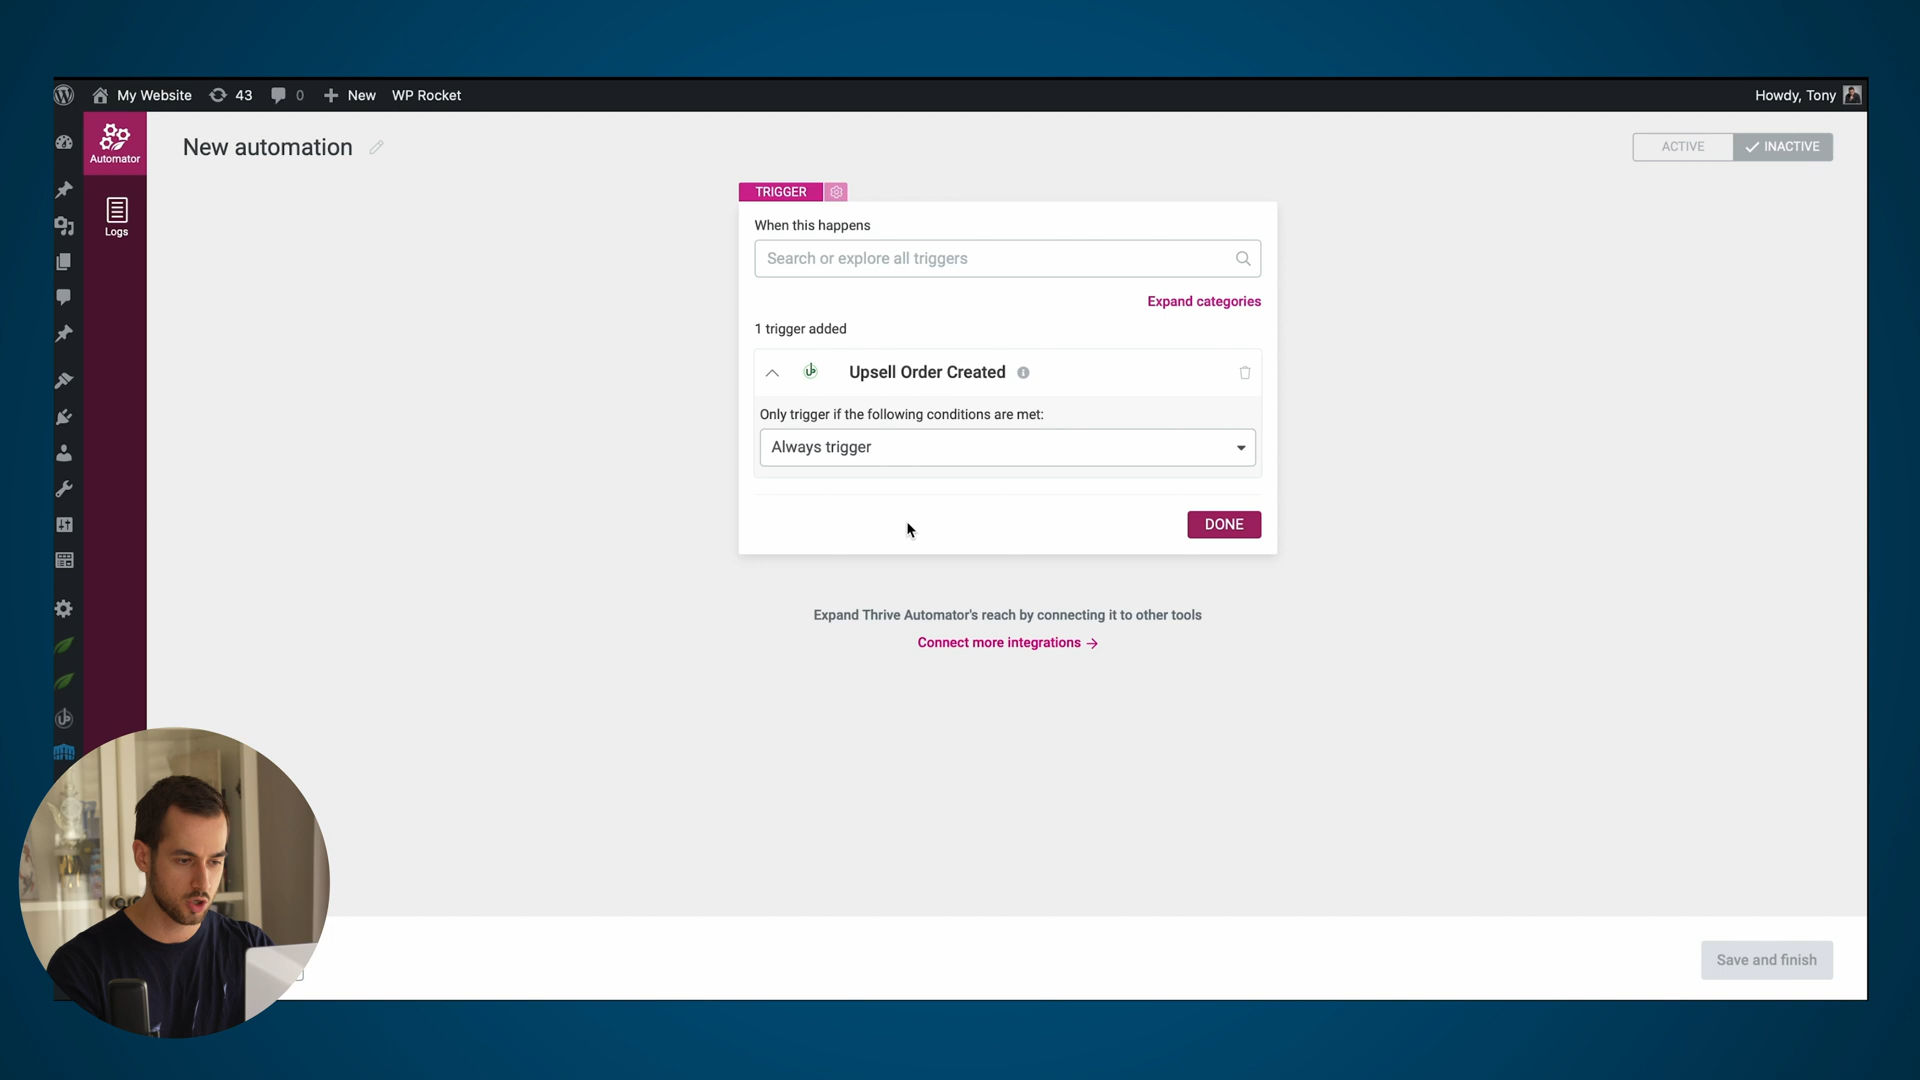 My Website
43
0
New
WP Rocket
Howdy, Tony
Automator
Logs
New automation
ACTIVE
INACTIVE
TRIGGER
When this happens
Search or explore all triggers
Expand categories
1 trigger added
Upsell Order Created
Only trigger if the following conditions are met:
Always trigger
DONE
Expand Thrive Automator's reach by connecting it to other tools
Connect more integrations →
Save and finish